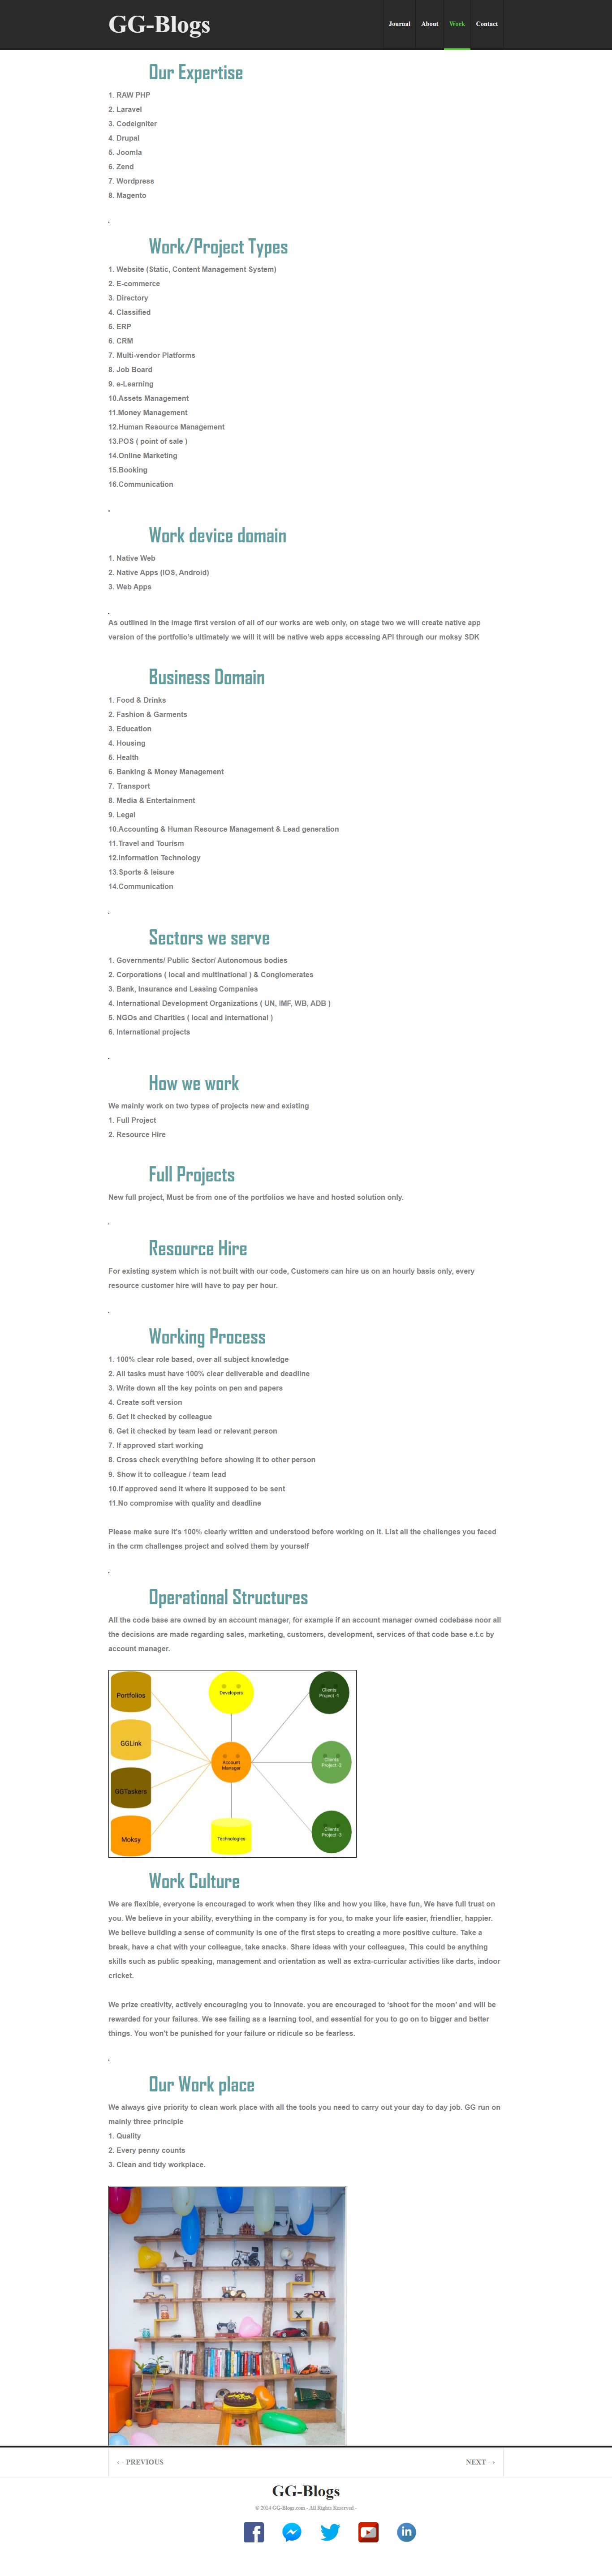 GG-Blogs
Journal About Work Contact
Our Expertise
1. RAW PHP
2. Laravel
3. Codeigniter
4. Drupal
5. Joomla
6. Zend
7. Wordpress
8. Magento
.
Work/Project Types
1. Website (Static, Content Management System)
2. E-commerce
3. Directory
4. Classified
5. ERP
6. CRM
7. Multi-vendor Platforms
8. Job Board
9. e-Learning
10.Assets Management
11.Money Management
12.Human Resource Management
13.POS ( point of sale )
14.Online Marketing
15.Booking
16.Communication
.
Work device domain
1. Native Web
2. Native Apps (IOS, Android)
3. Web Apps
.
As outlined in the image first version of all of our works are web only, on stage two we will create native app
version of the portfolio's ultimately we will it will be native web apps accessing API through our moksy SDK
Business Domain
1. Food & Drinks
2. Fashion & Garments
3. Education
4. Housing
5. Health
6. Banking & Money Management
7. Transport
8. Media & Entertainment
9. Legal
10.Accounting & Human Resource Management & Lead generation
11.Travel and Tourism
12.Information Technology
13.Sports & leisure
14.Communication
.
Sectors we serve
1. Governments/ Public Sector/ Autonomous bodies
2. Corporations ( local and multinational ) & Conglomerates
3. Bank, Insurance and Leasing Companies
4. International Development Organizations ( UN, IMF, WB, ADB )
5. NGOs and Charities ( local and international )
6. International projects
.
How we work
We mainly work on two types of projects new and existing
1. Full Project
2. Resource Hire
Full Projects
New full project, Must be from one of the portfolios we have and hosted solution only.
.
Resource Hire
For existing system which is not built with our code, Customers can hire us on an hourly basis only, every
resource customer hire will have to pay per hour.
.
Working Process
1. 100% clear role based, over all subject knowledge
2. All tasks must have 100% clear deliverable and deadline
3. Write down all the key points on pen and papers
4. Create soft version
5. Get it checked by colleague
6. Get it checked by team lead or relevant person
7. If approved start working
8. Cross check everything before showing it to other person
9. Show it to colleague / team lead
10.If approved send it where it supposed to be sent
11.No compromise with quality and deadline
Please make sure it's 100% clearly written and understood before working on it. List all the challenges you faced
in the crm challenges project and solved them by yourself
.
Operational Structures
All the code base are owned by an account manager, for example if an account manager owned codebase noor all
the decisions are made regarding sales, marketing, customers, development, services of that code base e.t.c by
account manager.
Portfolios
Developers
Clients
Project -1
GGLink
Account
Manager
Clients
Project -2
GGTaskers
Moksy
Technologies
Clients
Project -3
Work Culture
We are flexible, everyone is encouraged to work when they like and how you like, have fun, We have full trust on
you. We believe in your ability, everything in the company is for you, to make your life easier, friendlier, happier.
We believe building a sense of community is one of the first steps to creating a more positive culture. Take a
break, have a chat with your colleague, take snacks. Share ideas with your colleagues, This could be anything
skills such as public speaking, management and orientation as well as extra-curricular activities like darts, indoor
cricket.
We prize creativity, actively encouraging you to innovate. you are encouraged to ‘shoot for the moon’ and will be
rewarded for your failures. We see failing as a learning tool, and essential for you to go on to bigger and better
things. You won't be punished for your failure or ridicule so be fearless.
.
Our Work place
We always give priority to clean work place with all the tools you need to carry out your day to day job. GG run on
mainly three principle
1. Quality
2. Every penny counts
3. Clean and tidy workplace.
← PREVIOUS NEXT →
GG-Blogs
© 2014 GG-Blogs.com - All Rights Reserved -